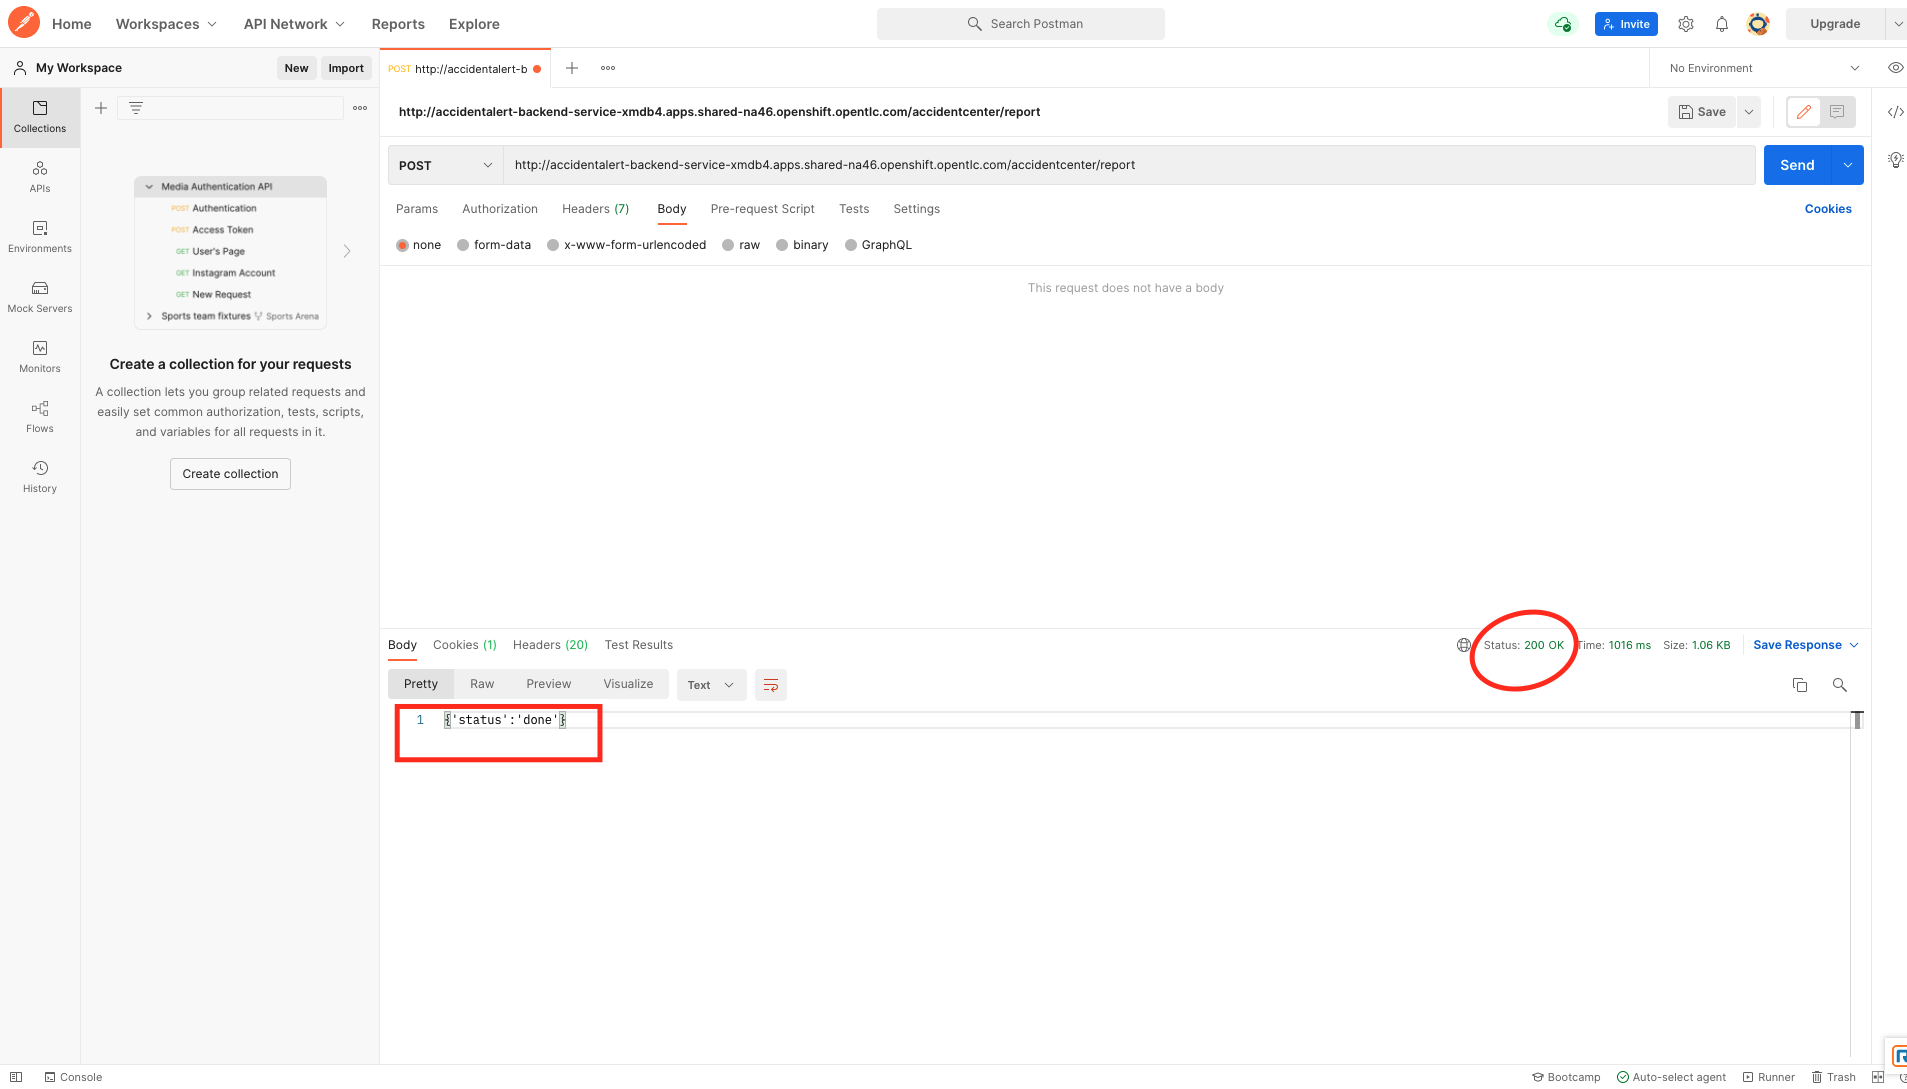 Home Workspaces API Network Reports Explore Search Postman Invite Upgrade
My Workspace New Import POST http://accidentalert-b No Environment
http://accidentalert-backend-service-xmdb4.apps.shared-na46.openshift.opentlc.com/accidentcenter/report Save
POST http://accidentalert-backend-service-xmdb4.apps.shared-na46.openshift.opentlc.com/accidentcenter/report Send
Params Authorization Headers (7) Body Pre-request Script Tests Settings Cookies
none form-data x-www-form-urlencoded raw binary GraphQL
This request does not have a body
Collections
APIs
Environments
Mock Servers
Monitors
Flows
History
Media Authentication API
POST Authentication
POST Access Token
GET User's Page
GET Instagram Account
GET New Request
Sports team fixtures Sports Arena
Create a collection for your requests
A collection lets you group related requests and
easily set common authorization, tests, scripts,
and variables for all requests in it.
Create collection
Body Cookies (1) Headers (20) Test Results Status: 200 OK Time: 1016 ms Size: 1.06 KB Save Response
Pretty Raw Preview Visualize Text
1 {'status':'done'}
Console Bootcamp Auto-select agent Runner Trash